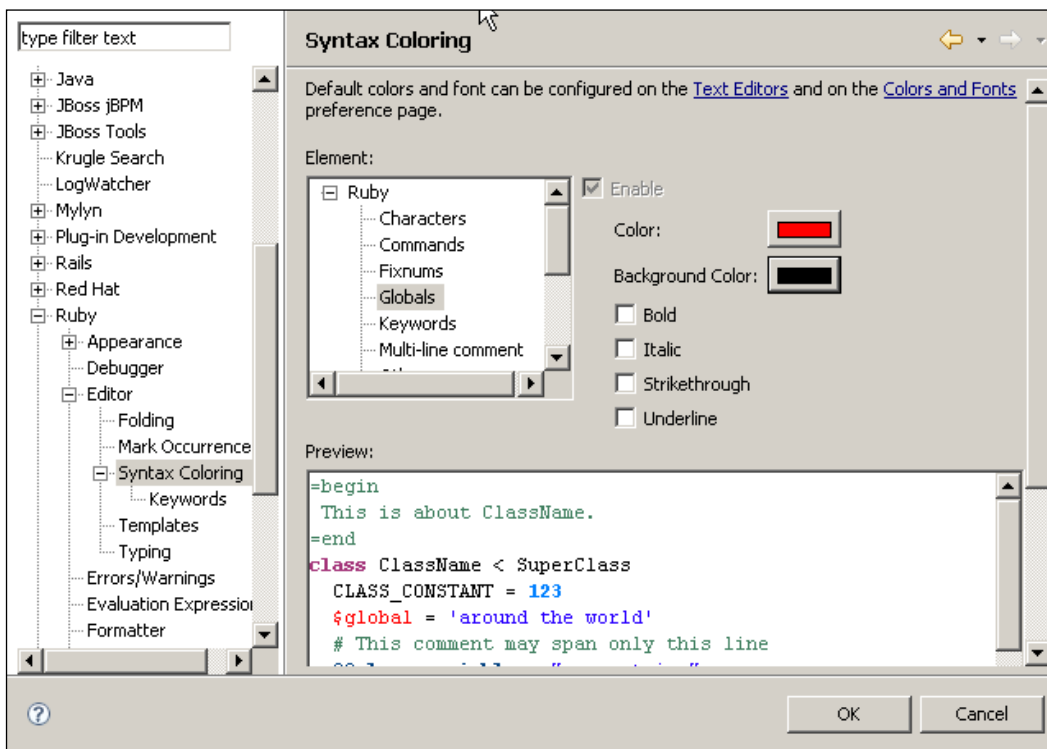 type filter text
Java
JBoss jBPM
JBoss Tools
Krugle Search
LogWatcher
Mylyn
Plug-in Development
Rails
Red Hat
Ruby
Appearance
Debugger
Editor
Folding
Mark Occurrence
Syntax Coloring
Keywords
Templates
Typing
Errors/Warnings
Evaluation Expression
Formatter
Syntax Coloring
Default colors and font can be configured on the Text Editors and on the Colors and Fonts
preference page.
Element:
Ruby
Characters
Commands
Fixnums
Globals
Keywords
Multi-line comment
Enable
Color:
Background Color:
Bold
Italic
Strikethrough
Underline
Preview:
=begin
This is about ClassName.
=end
class ClassName < SuperClass
CLASS_CONSTANT = 123
$global = 'around the world'
# This comment may span only this line
OK
Cancel